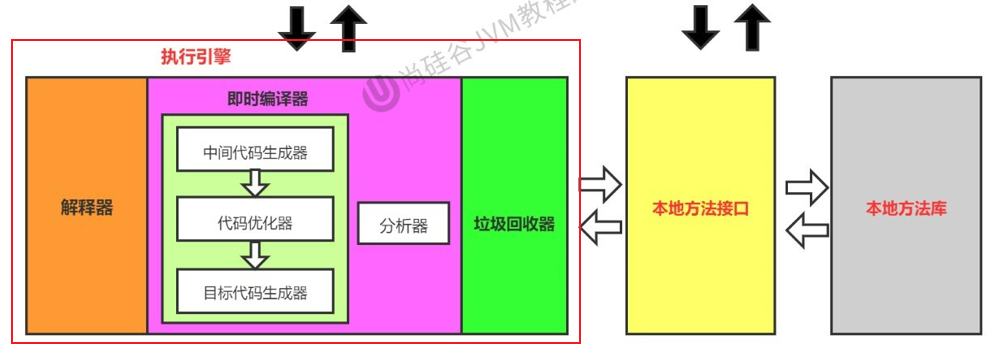 尚硅谷JVM教程
执行引擎
即时编译器
中间代码生成器
解释器
代码优化器
分析器
垃圾回收器
本地方法接口
本地方法库
目标代码生成器